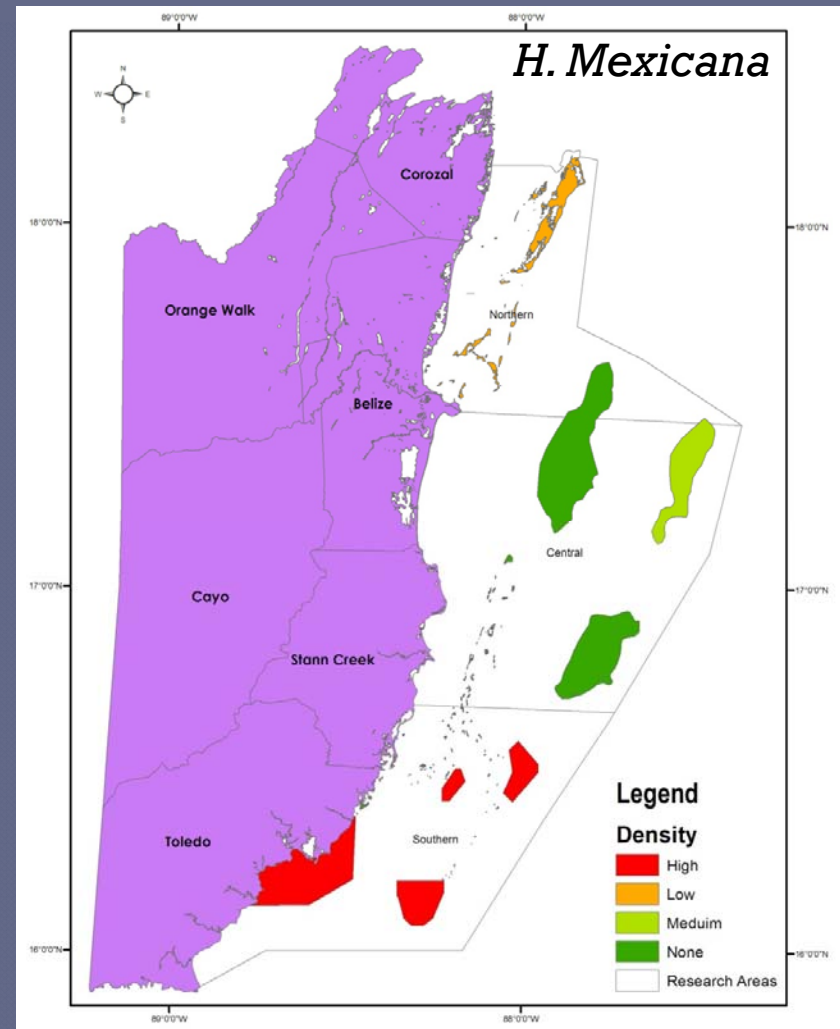 89°0'0"W 88°0'0"W
H. Mexicana
N
W E
S
Corozal
18°0'0"N 18°0'0"N
Orange Walk
Northern
Belize
Central
17°0'0"N 17°0'0"N
Cayo
Stann Creek
Legend
Density
Toledo
Southern
High
Low
Meduim
None
Research Areas
16°0'0"N 16°0'0"N
89°0'0"W 88°0'0"W